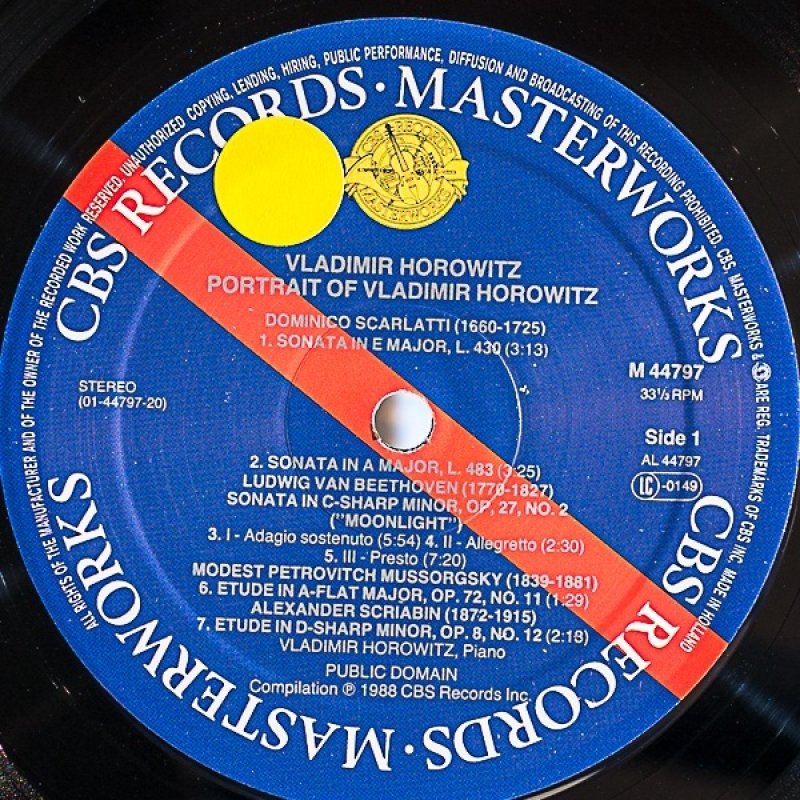 ALL RIGHTS OF THE MANUFACTURER AND OF THE OWNER OF THE RECORDED WORK RESERVED. UNAUTHORIZED COPYING, LENDING, HIRING, PUBLIC PERFORMANCE, DIFFUSION AND BROADCASTING OF THIS RECORDING PROHIBITED. CBS, MASTERWORKS & ARE REG. TRADEMARKS OF CBS INC. MADE IN HOLLAND
CBS RECORDS · MASTERWORKS
CBS RECORDS
MASTERWORKS
VLADIMIR HOROWITZ
PORTRAIT OF VLADIMIR HOROWITZ
DOMINICO SCARLATTI (1660-1725)
1. SONATA IN E MAJOR, L. 430 (3:13)
STEREO
(01-44797-20)
M 44797
33⅓ RPM
Side 1
AL 44797
LC -0149
2. SONATA IN A MAJOR, L. 483 (3:25)
LUDWIG VAN BEETHOVEN (1770-1827)
SONATA IN C-SHARP MINOR, OP. 27, NO. 2
("MOONLIGHT")
3. I - Adagio sostenuto (5:54) 4. II - Allegretto (2:30)
5. III - Presto (7:20)
MODEST PETROVITCH MUSSORGSKY (1839-1881)
6. ETUDE IN A-FLAT MAJOR, OP. 72, NO. 11 (1:29)
ALEXANDER SCRIABIN (1872-1915)
7. ETUDE IN D-SHARP MINOR, OP. 8, NO. 12 (2:18)
VLADIMIR HOROWITZ, Piano
PUBLIC DOMAIN
Compilation ℗ 1988 CBS Records Inc.
CBS RECORDS · MASTERWORKS